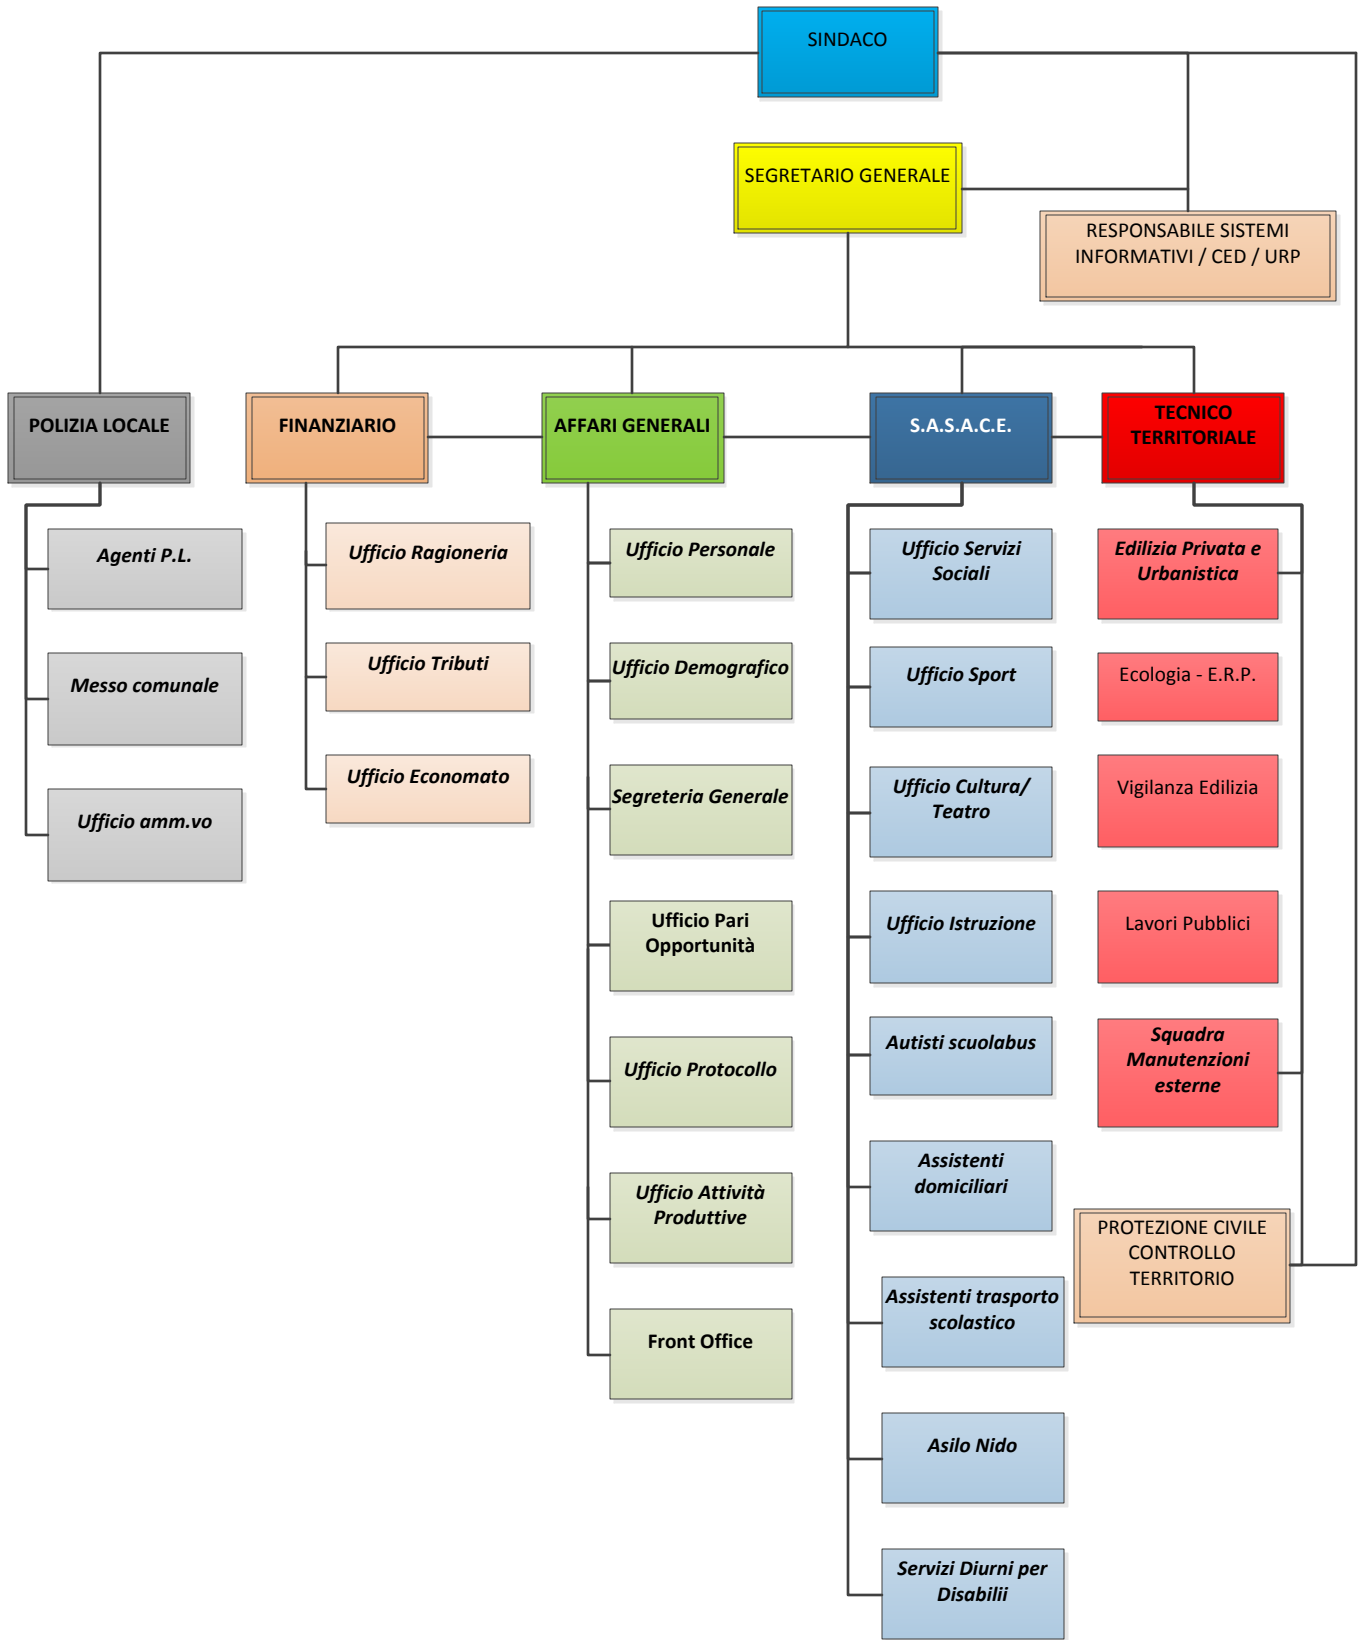 SINDACO
SEGRETARIO GENERALE
RESPONSABILE SISTEMI
INFORMATIVI / CED / URP
POLIZIA LOCALE
FINANZIARIO
AFFARI GENERALI
S.A.S.A.C.E.
TECNICO
TERRITORIALE
Agenti P.L.
Messo comunale
Ufficio amm.vo
Ufficio Ragioneria
Ufficio Tributi
Ufficio Economato
Ufficio Personale
Ufficio Demografico
Segreteria Generale
Ufficio Pari
Opportunità
Ufficio Protocollo
Ufficio Attività
Produttive
Front Office
Ufficio Servizi
Sociali
Ufficio Sport
Ufficio Cultura/
Teatro
Ufficio Istruzione
Autisti scuolabus
Assistenti
domiciliari
Assistenti trasporto
scolastico
Asilo Nido
Servizi Diurni per
Disabilii
Edilizia Privata e
Urbanistica
Ecologia - E.R.P.
Vigilanza Edilizia
Lavori Pubblici
Squadra
Manutenzioni
esterne
PROTEZIONE CIVILE
CONTROLLO
TERRITORIO